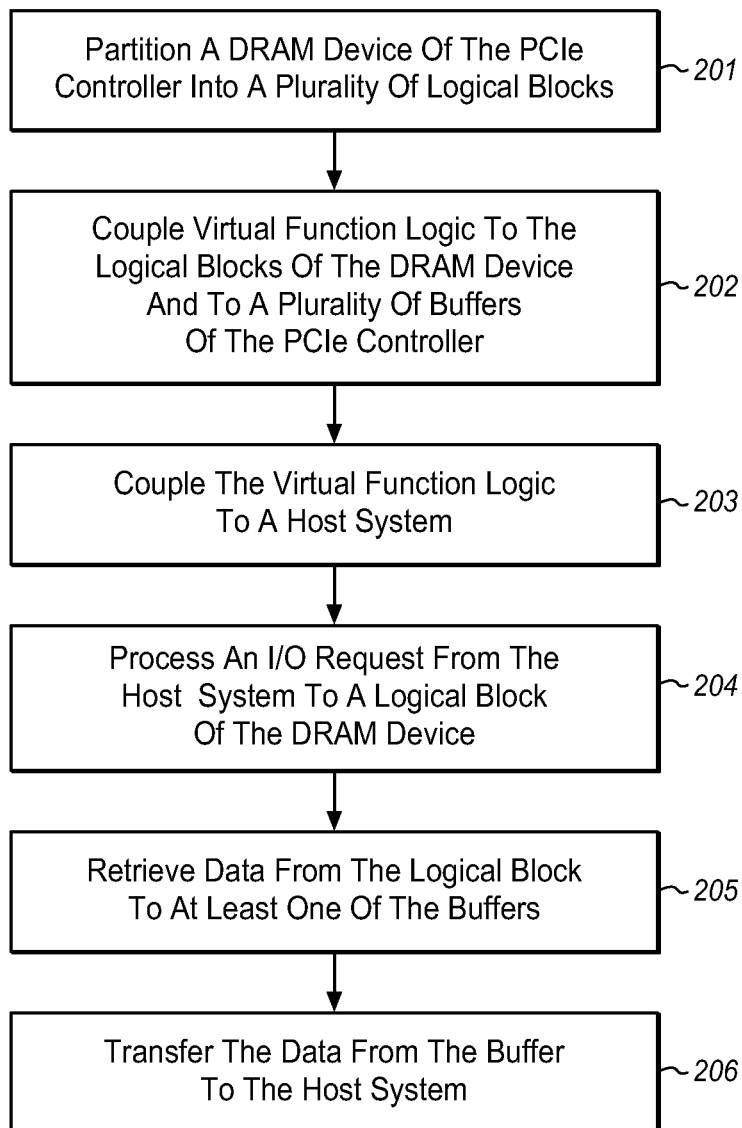 Partition A DRAM Device Of The PCIe
Controller Into A Plurality Of Logical Blocks
201
Couple Virtual Function Logic To The
Logical Blocks Of The DRAM Device
And To A Plurality Of Buffers
Of The PCIe Controller
202
Couple The Virtual Function Logic
To A Host System
203
Process An I/O Request From The
Host System To A Logical Block
Of The DRAM Device
204
Retrieve Data From The Logical Block
To At Least One Of The Buffers
205
Transfer The Data From The Buffer
To The Host System
206